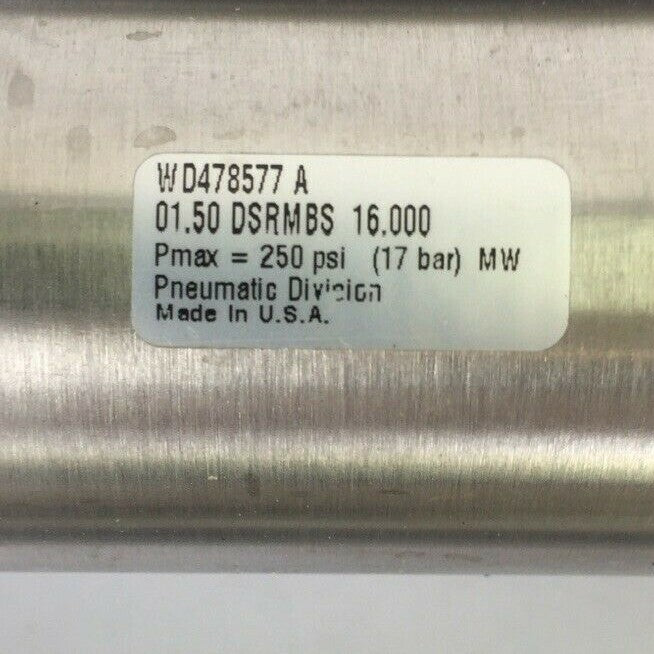 WD478577 A
01.50 DSRMBS 16.000
Pmax = 250 psi (17 bar) MW
Pneumatic Division
Made In U.S.A.